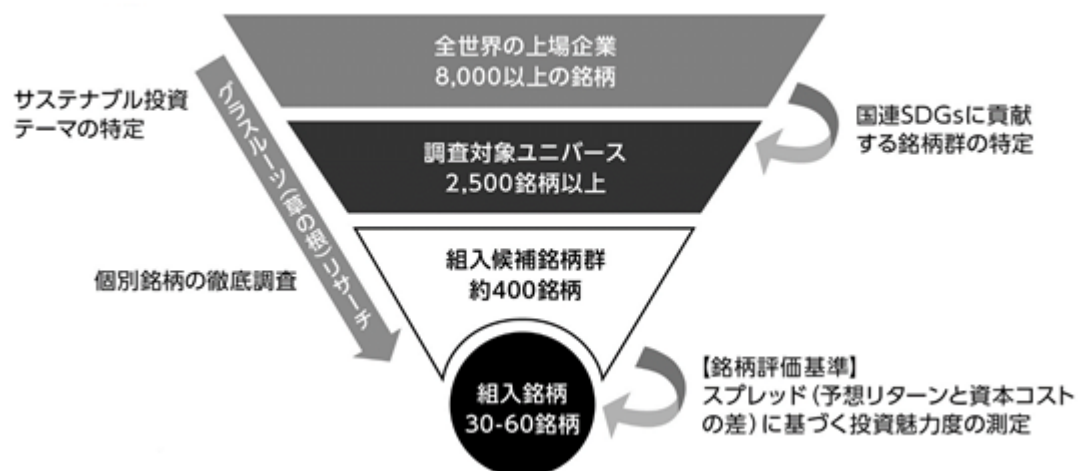 全世界の上場企業
8,000以上の銘柄
サステナブル投資
テーマの特定
グラスルーツ(草の根)リサーチ
国連SDGsに貢献
する銘柄群の特定
調査対象ユニバース
2,500銘柄以上
組入候補銘柄群
約400銘柄
個別銘柄の徹底調査
組入銘柄
30-60銘柄
【銘柄評価基準】
スプレッド(予想リターンと資本コスト
の差)に基づく投資魅力度の測定